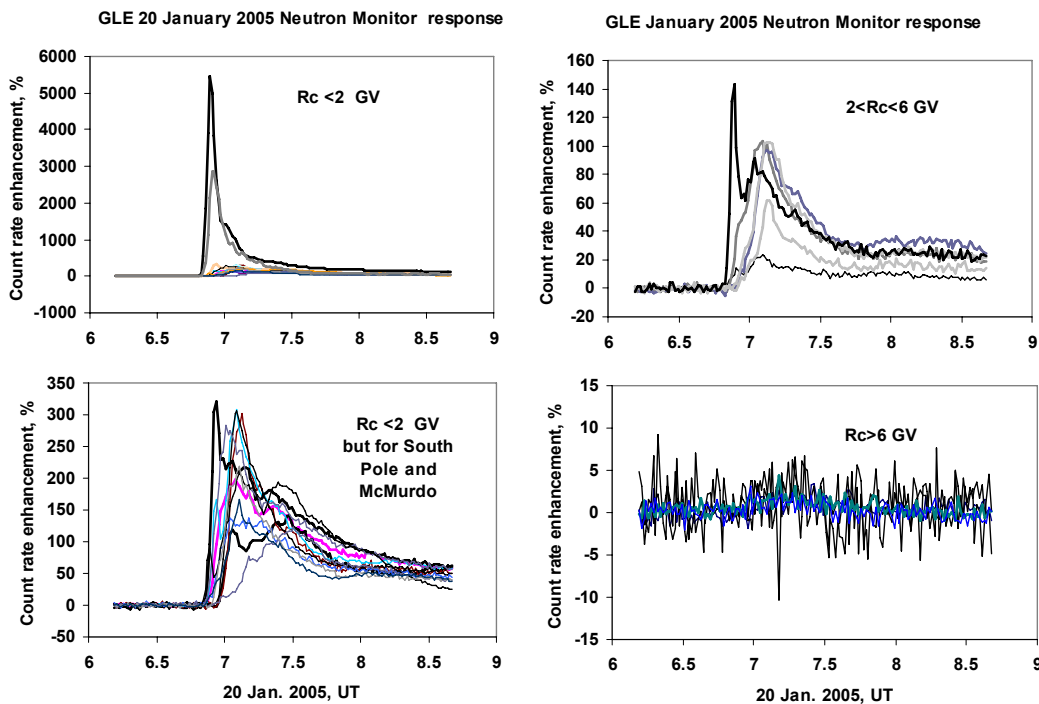 GLE 20 January 2005 Neutron Monitor response
Count rate enhancement, %
6000
5000
4000
3000
2000
1000
0
-1000
Rc <2 GV
6 6.5 7 7.5 8 8.5 9
GLE January 2005 Neutron Monitor response
Count rate enhancement, %
160
140
120
100
80
60
40
20
0
-20
2<Rc<6 GV
6 6.5 7 7.5 8 8.5 9
Count rate enhancement, %
350
300
250
200
150
100
50
0
-50
Rc <2 GV
but for South
Pole and
McMurdo
6 6.5 7 7.5 8 8.5 9
20 Jan. 2005, UT
Count rate enhancement, %
15
10
5
0
-5
-10
-15
Rc>6 GV
6 6.5 7 7.5 8 8.5 9
20 Jan. 2005, UT